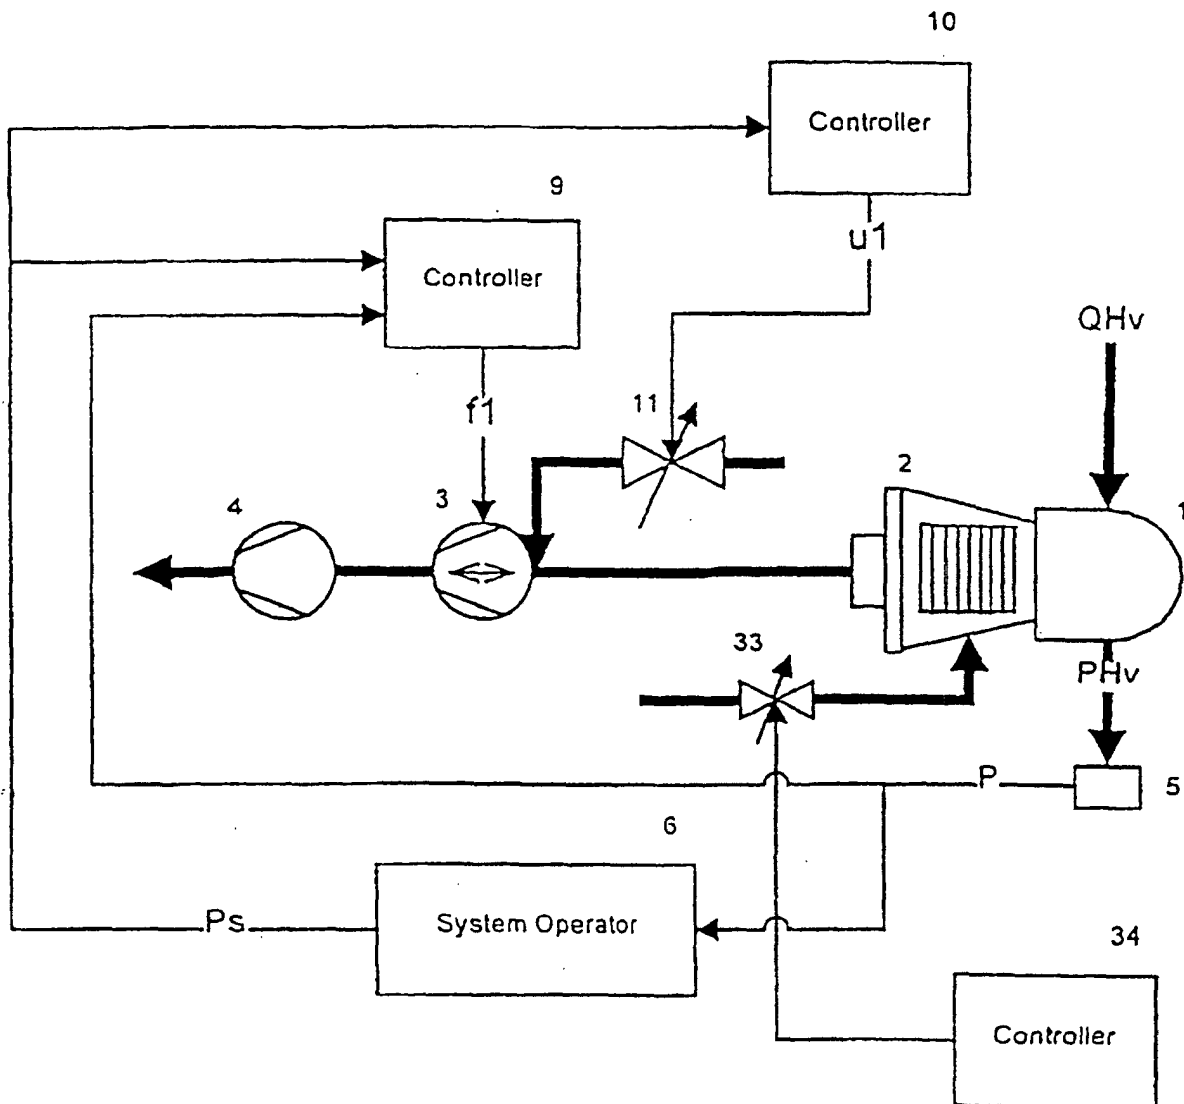 10
Controller
9
u1
Controller
QHv
f1
11
2
4
3
1
33
PHv
P
5
6
Ps
System Operator
34
Controller